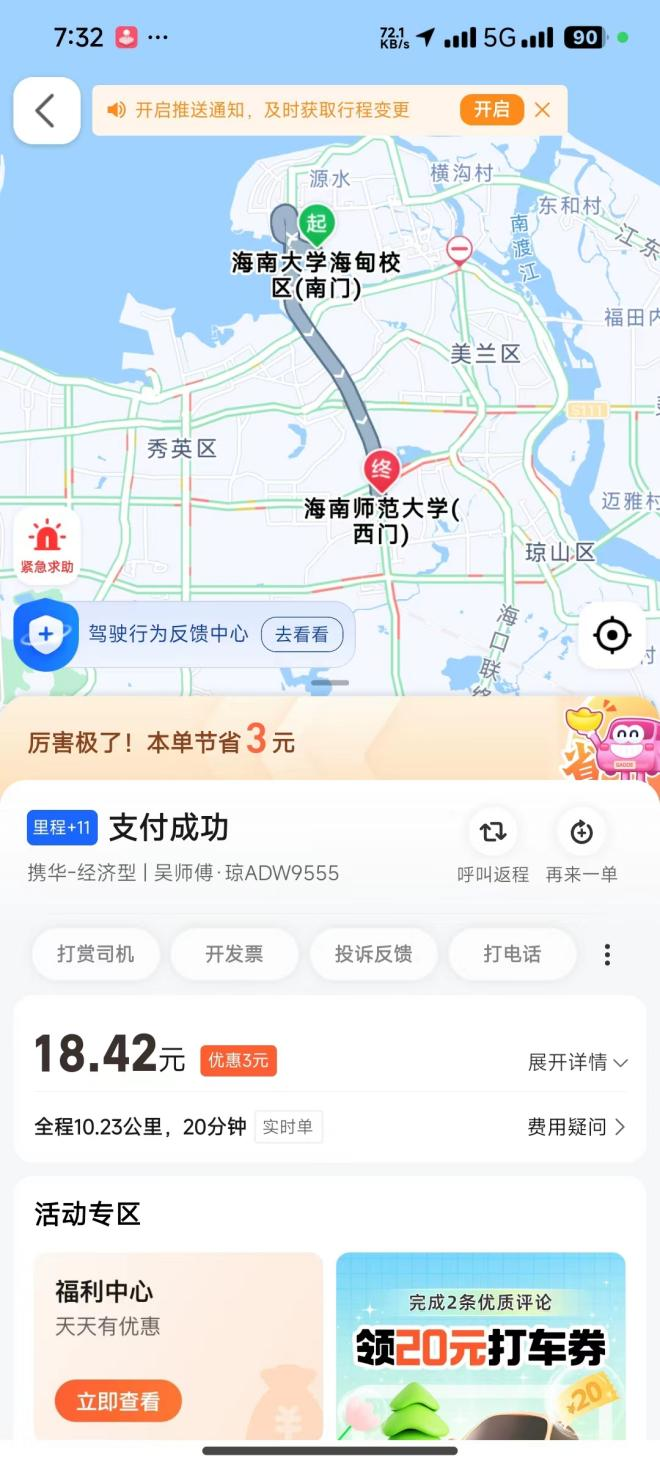 7:32
72.1
KB/s
5G
90
开启推送通知，及时获取行程变更
开启
源水
横沟村
东和村
南渡江
江东
起
海南大学海甸校
区(南门)
福田内
美兰区
S111
秀英区
终
海南师范大学(
西门)
迈雅村
琼山区
紧急求助
海口联络
村
驾驶行为反馈中心
去看看
厉害极了！本单节省3元
省
里程+11
支付成功
携华-经济型 | 吴师傅·琼ADW9555
呼叫返程
再来一单
打赏司机
开发票
投诉反馈
打电话
18.42元
优惠3元
展开详情
全程10.23公里，20分钟
实时单
费用疑问
活动专区
福利中心
天天有优惠
立即查看
完成2条优质评论
领20元打车券
20